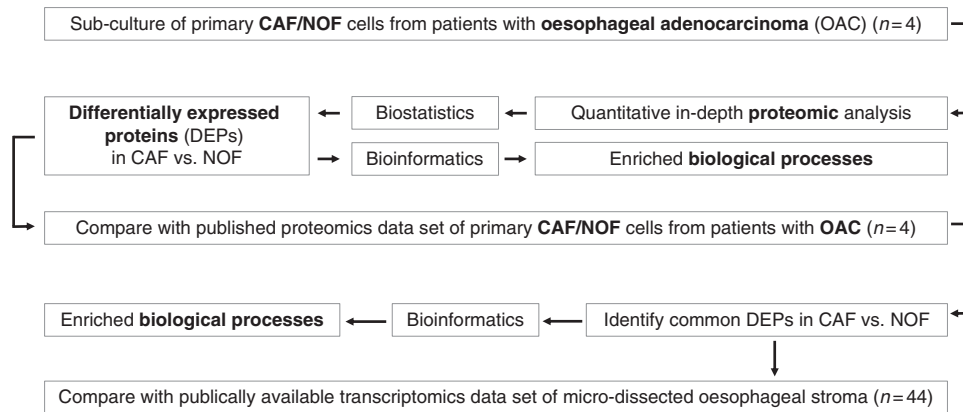 Sub-culture of primary CAF/NOF cells from patients with oesophageal adenocarcinoma (OAC) (n=4)
Differentially expressed
proteins (DEPs)
in CAF vs. NOF
Biostatistics
Quantitative in-depth proteomic analysis
Bioinformatics
Enriched biological processes
Compare with published proteomics data set of primary CAF/NOF cells from patients with OAC (n=4)
Enriched biological processes
Bioinformatics
Identify common DEPs in CAF vs. NOF
Compare with publically available transcriptomics data set of micro-dissected oesophageal stroma (n=44)